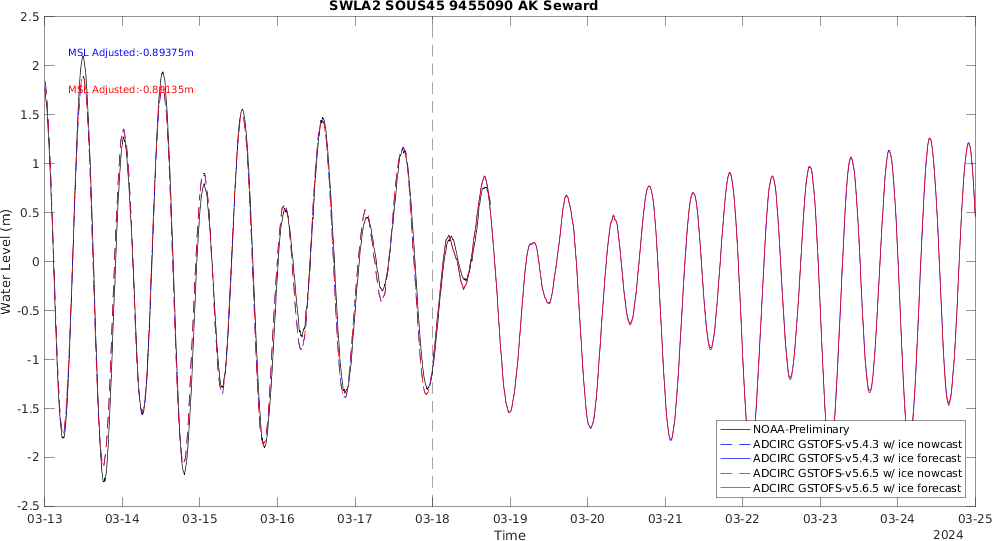 SWLA2 SOUS45 9455090 AK Seward
MSL Adjusted:-0.89375m
MSL Adjusted:-0.89135m
Water Level (m)
2.5
2
1.5
1
0.5
0
-0.5
-1
-1.5
-2
-2.5
NOAA-Preliminary
ADCIRC GSTOFS-v5.4.3 w/ ice nowcast
ADCIRC GSTOFS-v5.4.3 w/ ice forecast
ADCIRC GSTOFS-v5.6.5 w/ ice nowcast
ADCIRC GSTOFS-v5.6.5 w/ ice forecast
03-13 03-14 03-15 03-16 03-17 03-18 03-19 03-20 03-21 03-22 03-23 03-24 03-25
Time
2024